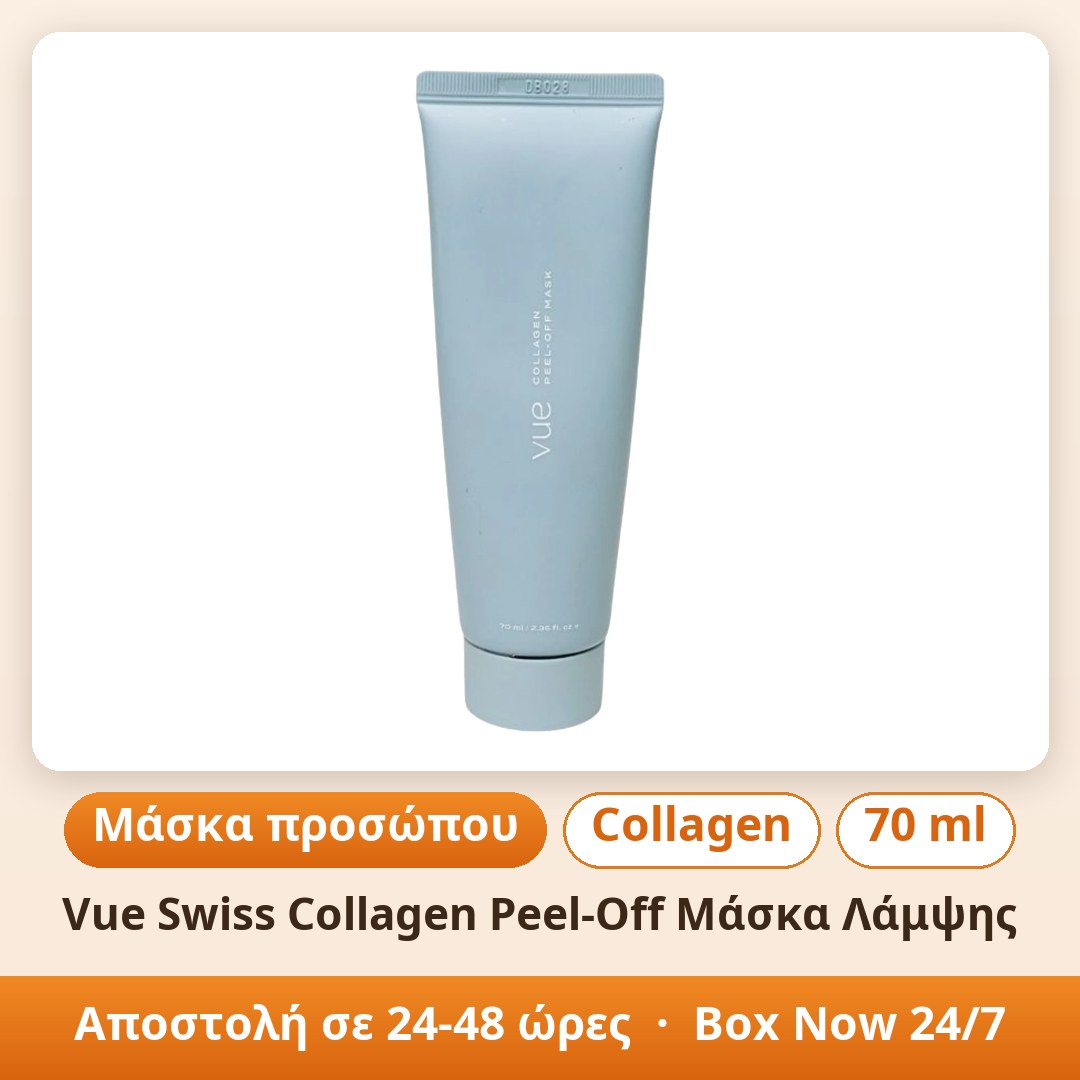 0B028
COLLAGEN
PEEL-OFF MASK
vue
70 ml / 2.36 fl. oz e
Μάσκα προσώπου
Collagen
70 ml
Vue Swiss Collagen Peel-Off Μάσκα Λάμψης
Αποστολή σε 24-48 ώρες · Box Now 24/7